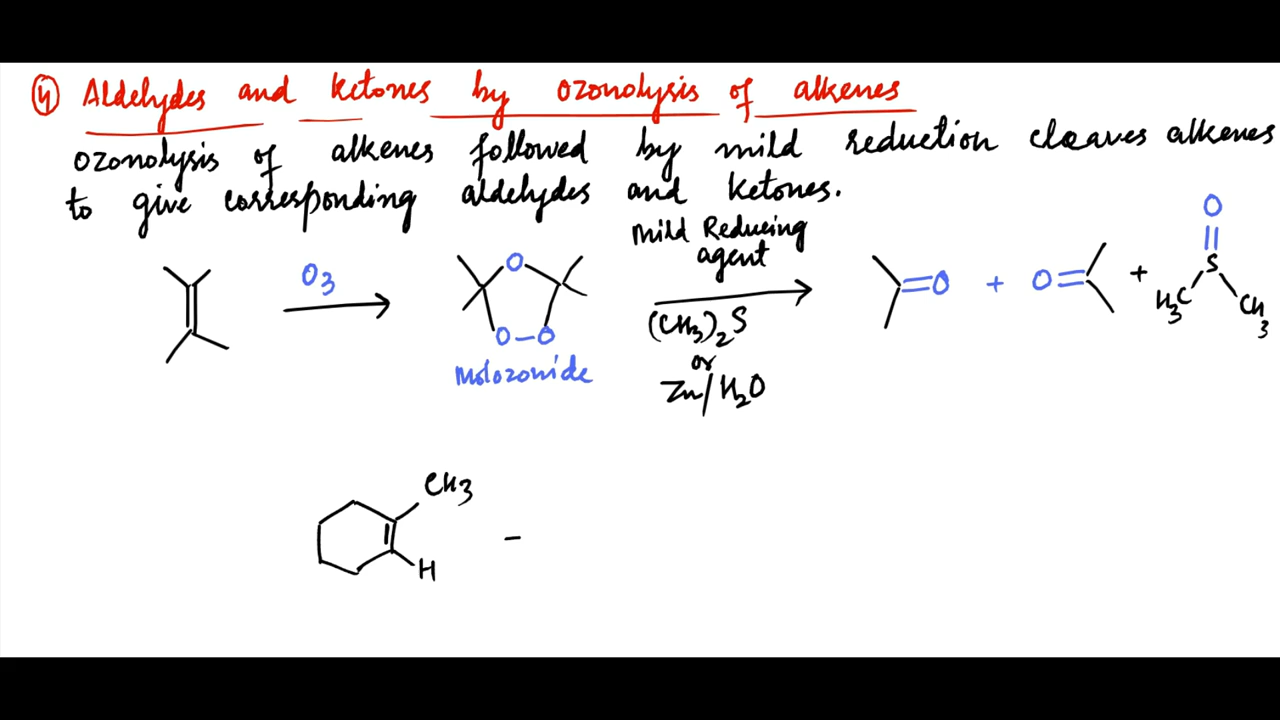 ④ Aldehydes and ketones by ozonolysis of alkenes
ozonolysis of alkenes followed by mild reduction cleaves alkenes
to give corresponding aldehydes and ketones.
Mild Reducing
agent
O
O3
O
O-O
Molozonide
(CH3)2S
or
Zn/H2O
=O + O= + S
H3C
CH3
CH3
H